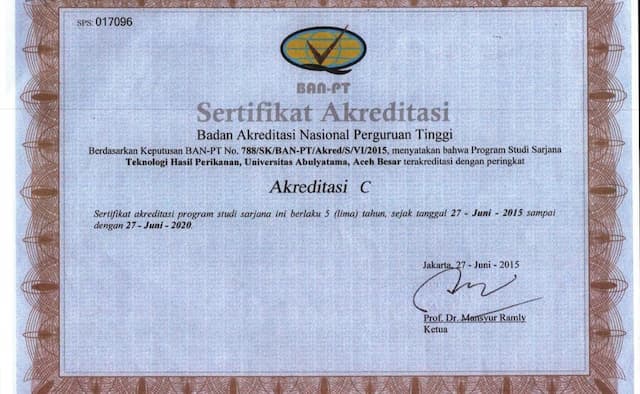 SPS: 017096
BAN-PT
Sertifikat Akreditasi
Badan Akreditasi Nasional Perguruan Tinggi
Berdasarkan Keputusan BAN-PT No. 788/SK/BAN-PT/Akred/S/VI/2015, menyatakan bahwa Program Studi Sarjana
Teknologi Hasil Perikanan, Universitas Abulyatama, Aceh Besar terakreditasi dengan peringkat
Akreditasi C
Sertifikat akreditasi program studi sarjana ini berlaku 5 (lima) tahun, sejak tanggal 27 - Juni - 2015 sampai
dengan 27 - Juni - 2020.
Jakarta, 27 - Juni - 2015
Prof. Dr. Mansyur Ramly
Ketua